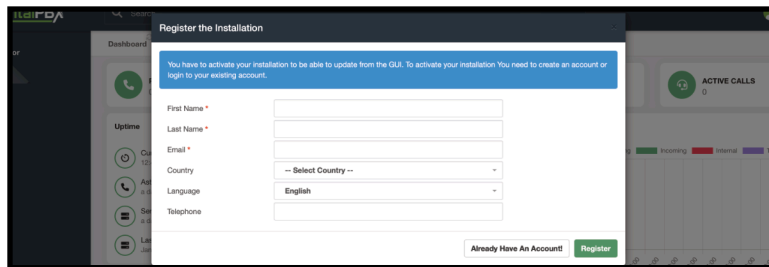 Register the Installation
Dashboard
You have to activate your installation to be able to update from the GUI. To activate your installation You need to create an account or
login to your existing account.
First Name *
Last Name *
Email *
Country
-- Select Country --
Language
English
Telephone
Already Have An Account!
Register
ACTIVE CALLS
0
Uptime
Incoming
Internal